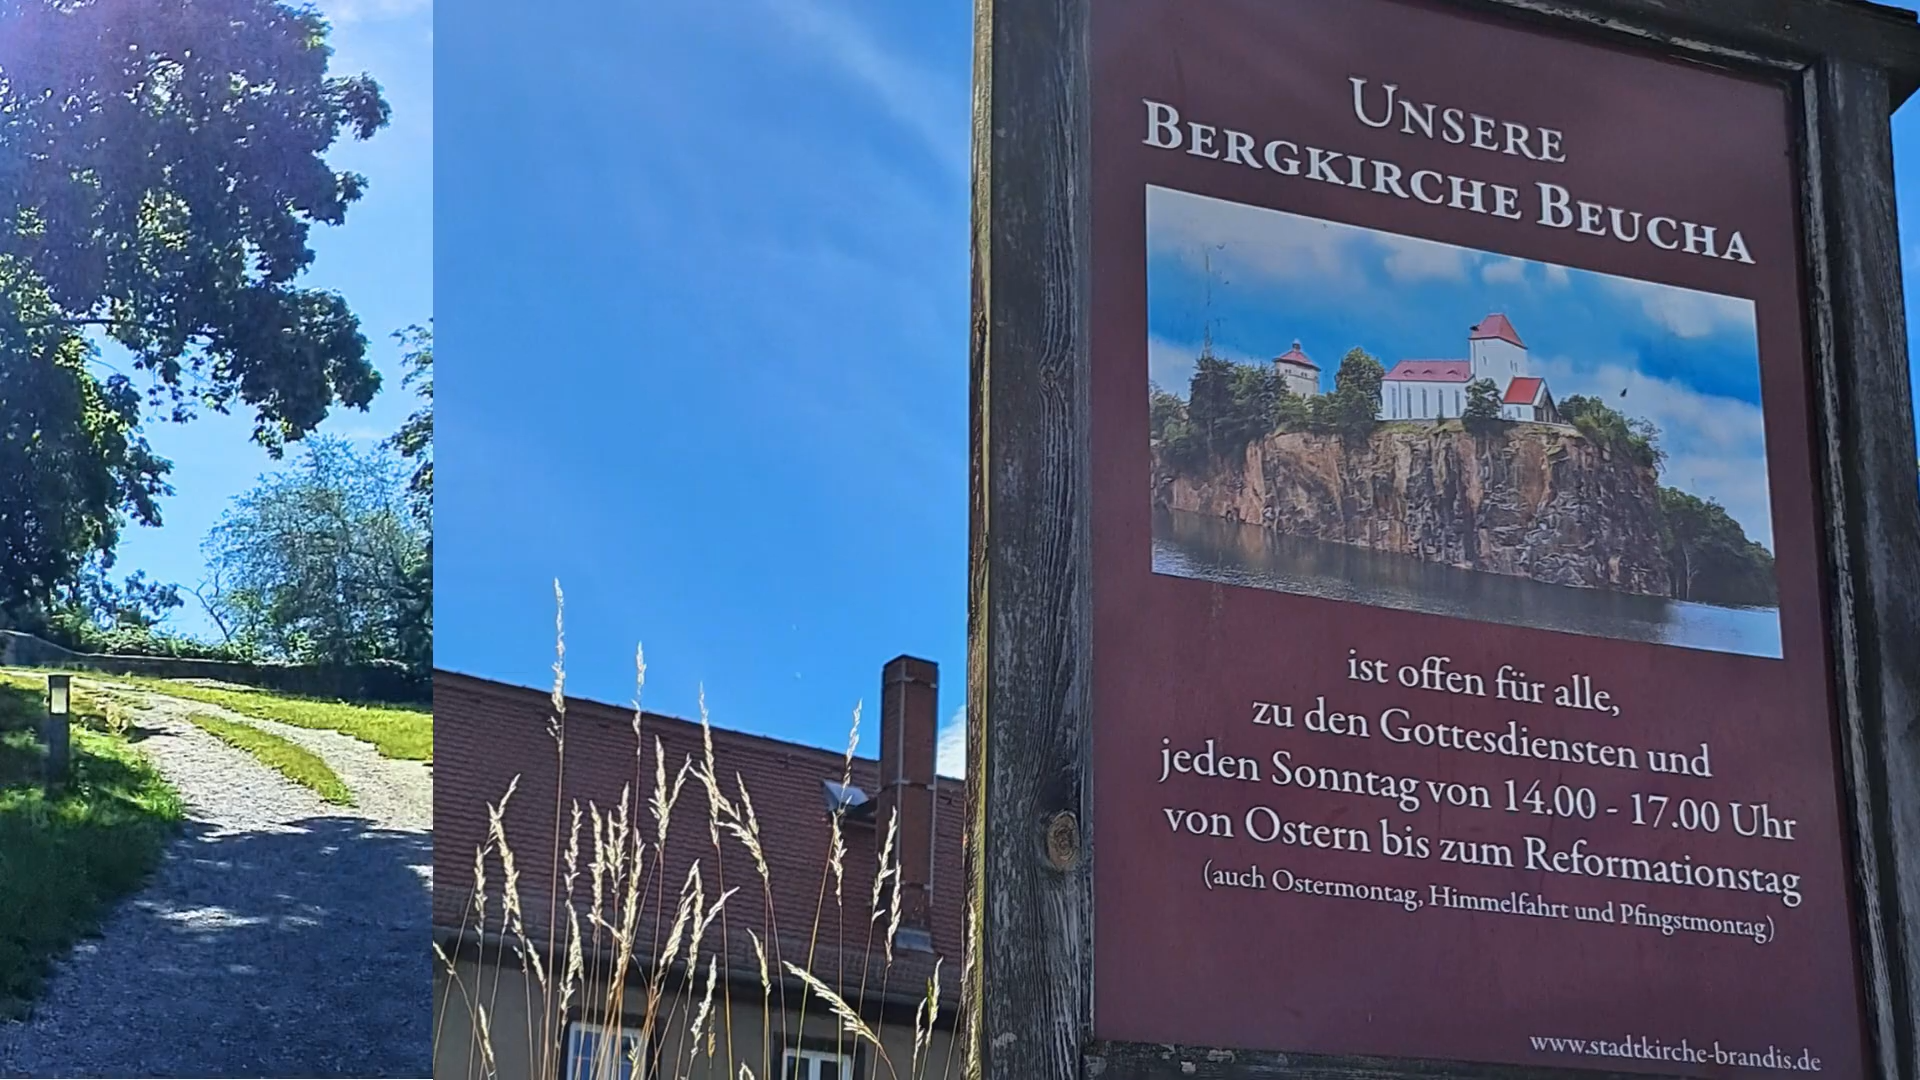 UNSERE
BERGKIRCHE BEUCHA
ist offen für alle,
zu den Gottesdiensten und
jeden Sonntag von 14.00 - 17.00 Uhr
von Ostern bis zum Reformationstag
(auch Ostermontag, Himmelfahrt und Pfingstmontag)
www.stadtkirche-brandis.de